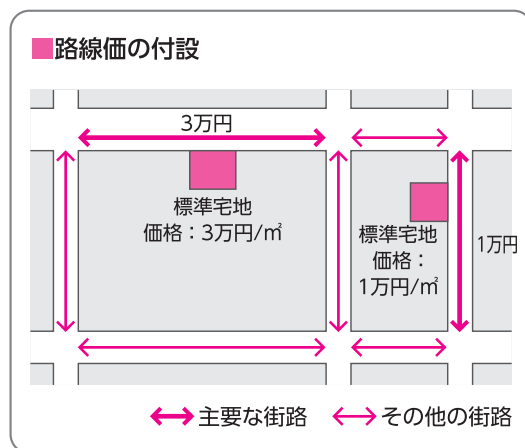 路線価の付設
3万円
標準宅地
価格：3万円/㎡
標準宅地
価格：
1万円/㎡
1万円
主要な街路
その他の街路